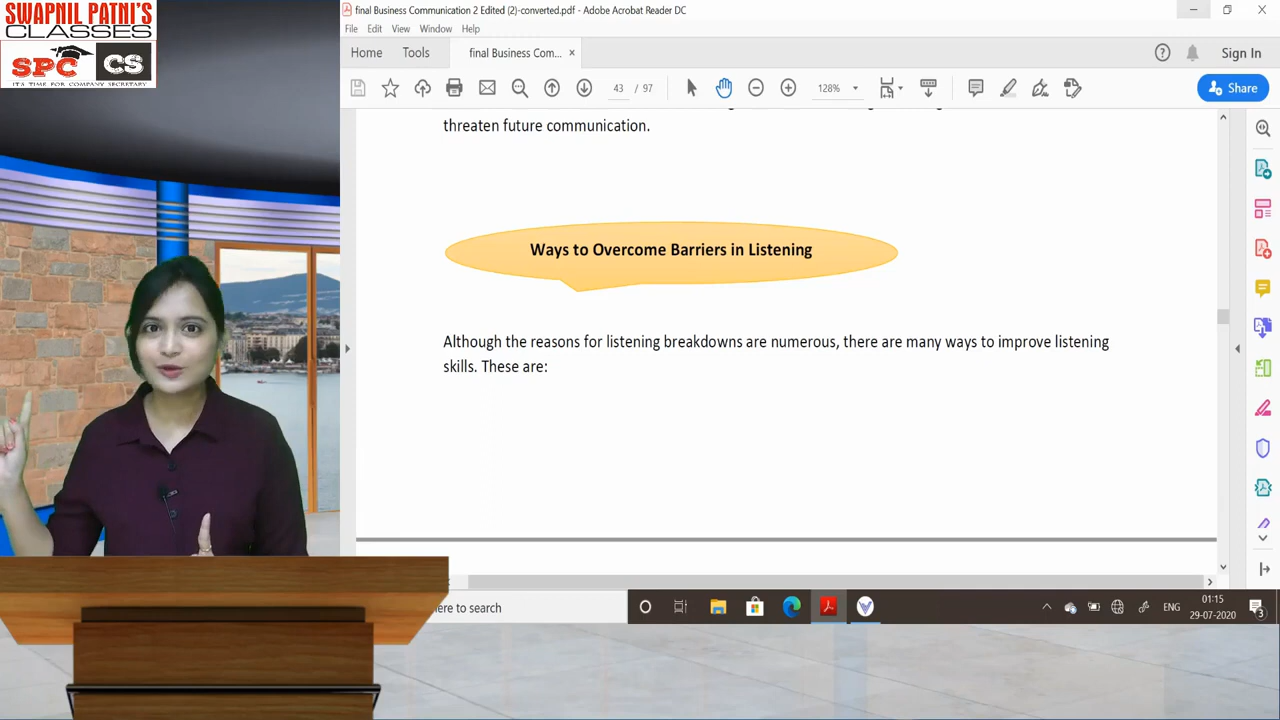 SWAPNIL PATNI'S
CLASSES
SPC CS
IT'S TIME FOR COMPANY SECRETARY
final Business Communication 2 Edited (2)-converted.pdf - Adobe Acrobat Reader DC
File Edit View Window Help
Home Tools final Business Com... × Sign In
43 / 97 128% Share
threaten future communication.
Ways to Overcome Barriers in Listening
Although the reasons for listening breakdowns are numerous, there are many ways to improve listening
skills. These are:
ere to search
ENG
01:15
29-07-2020
3